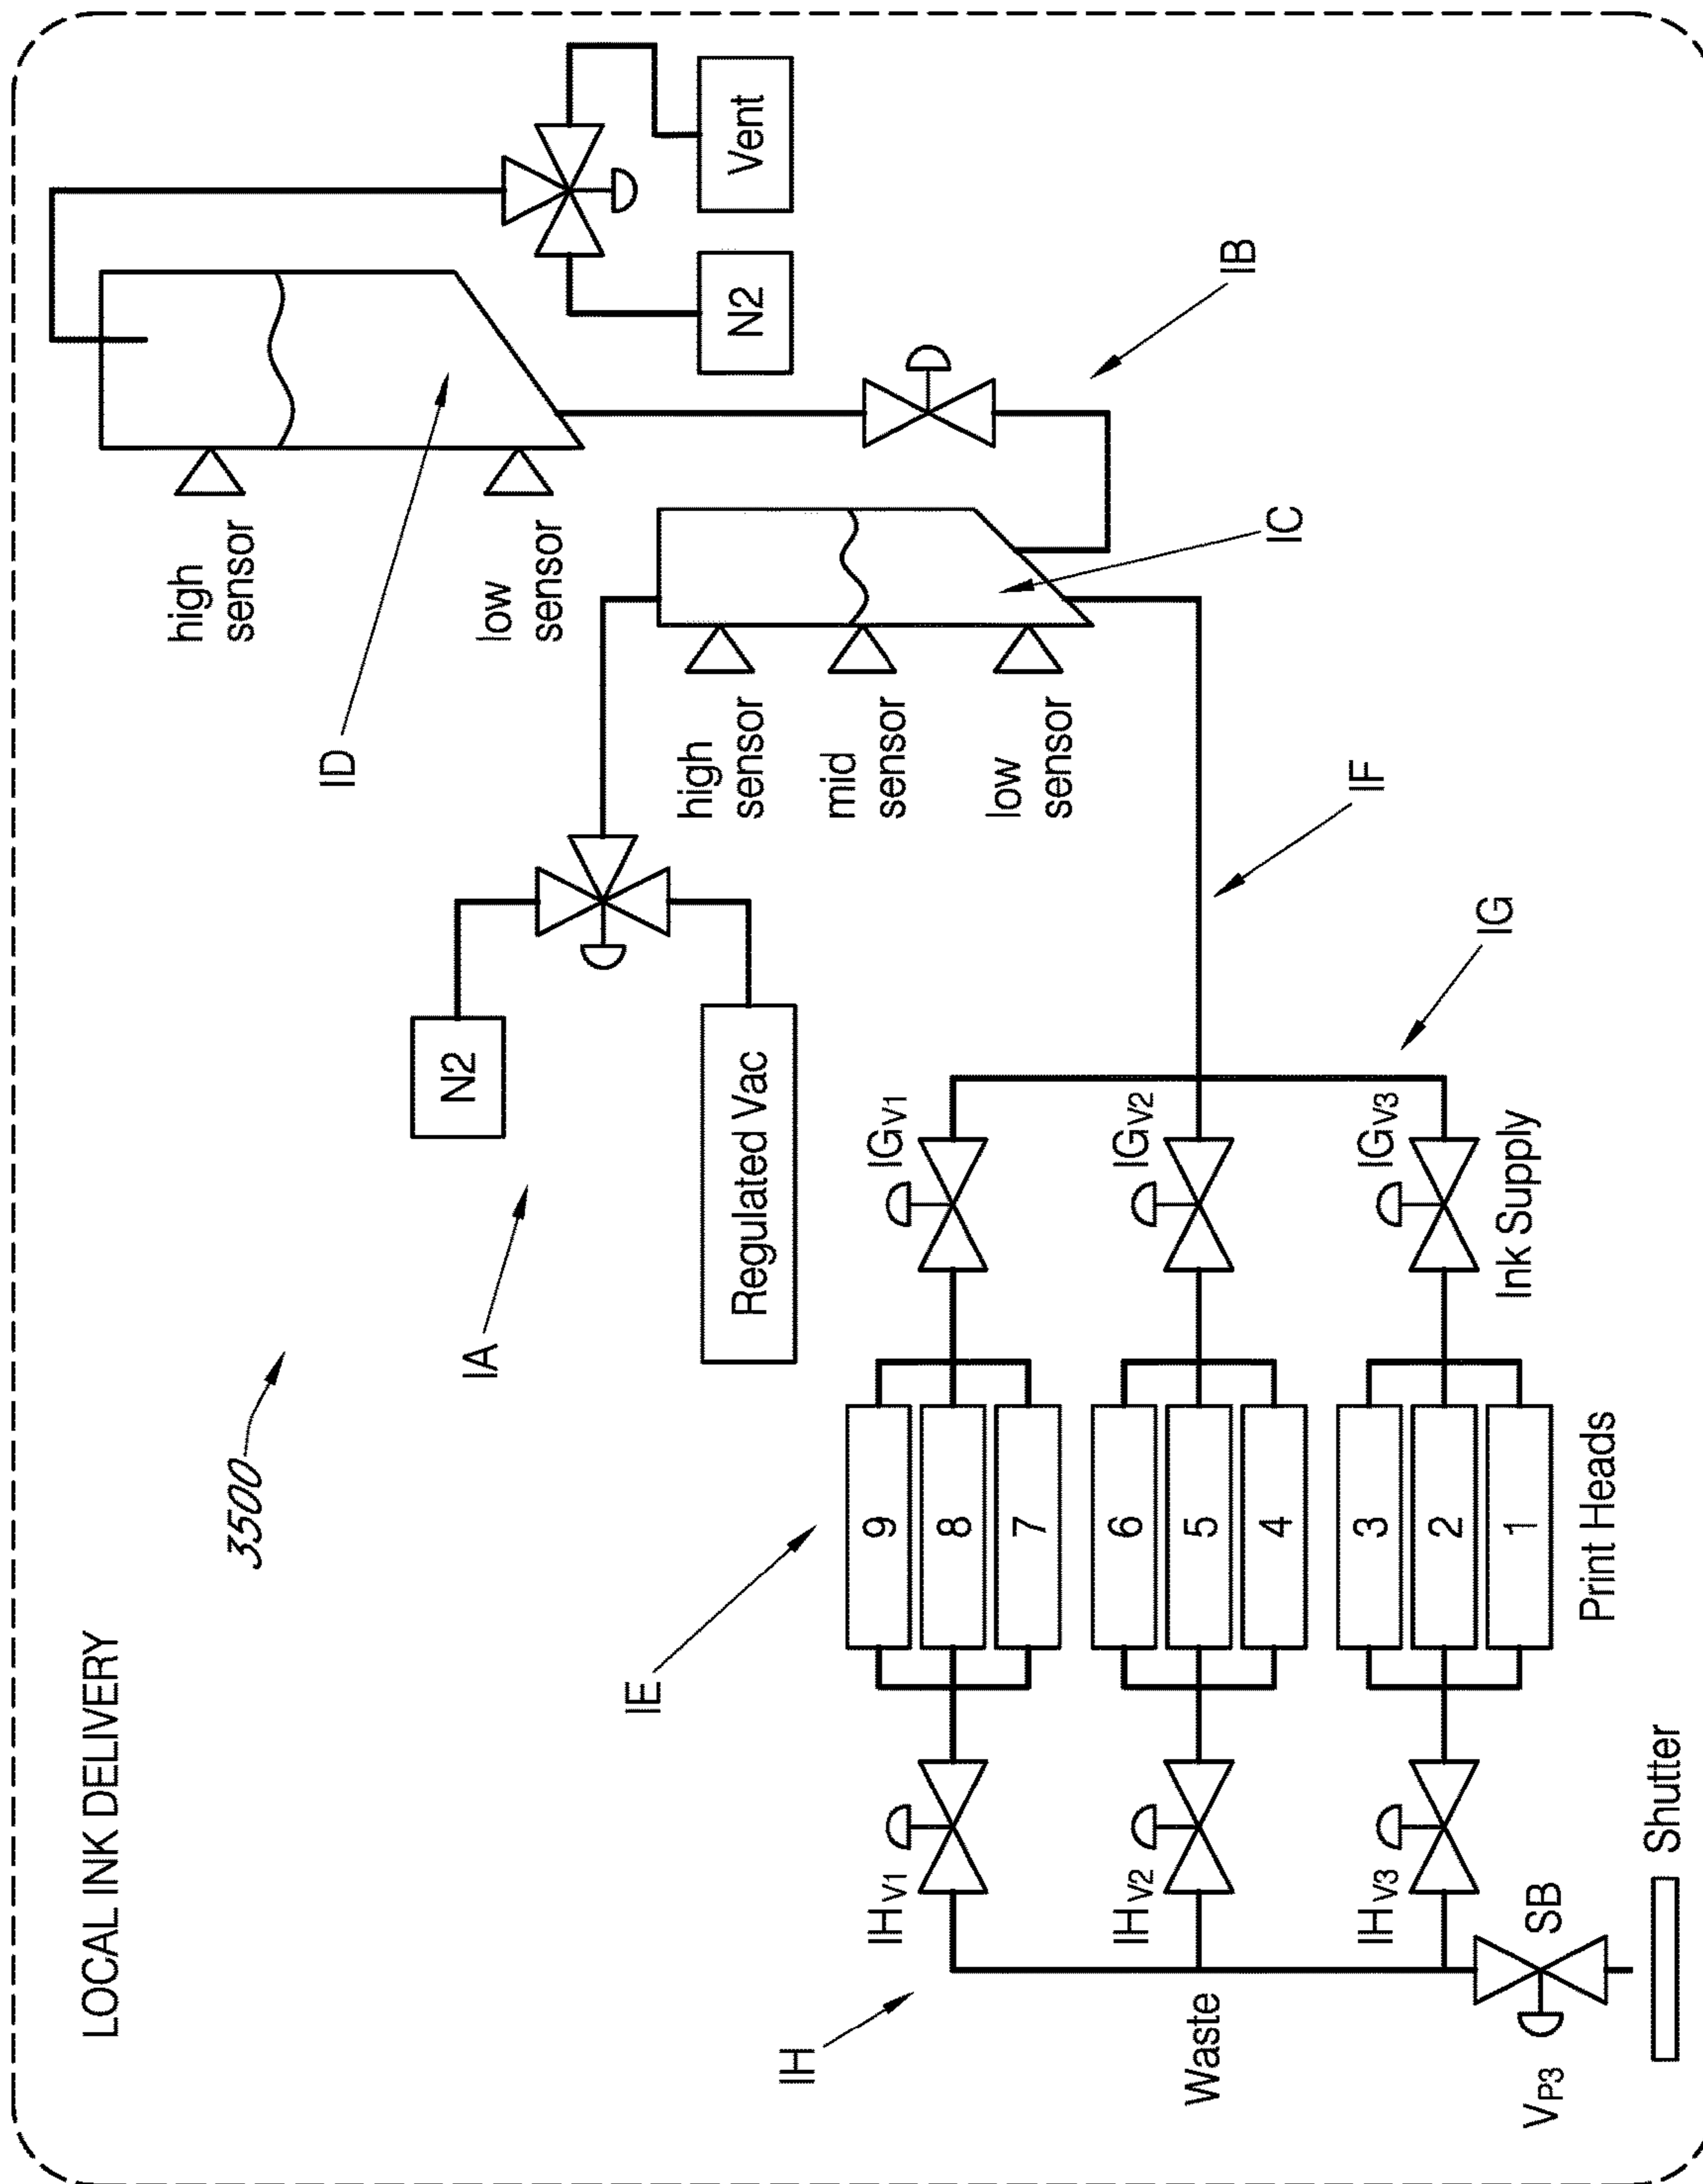 LOCAL INK DELIVERY
3500
high
sensor
low
sensor
ID
Vent
N2
IB
N2
IA
Regulated Vac
high
sensor
mid
sensor
low
sensor
IC
IF
IE
IG
IH
IHV1
9
8
7
IGV1
Waste
IHV2
6
5
4
IGV2
IHV3
3
2
1
IGV3
VP3
SB
Print Heads
Ink Supply
Shutter